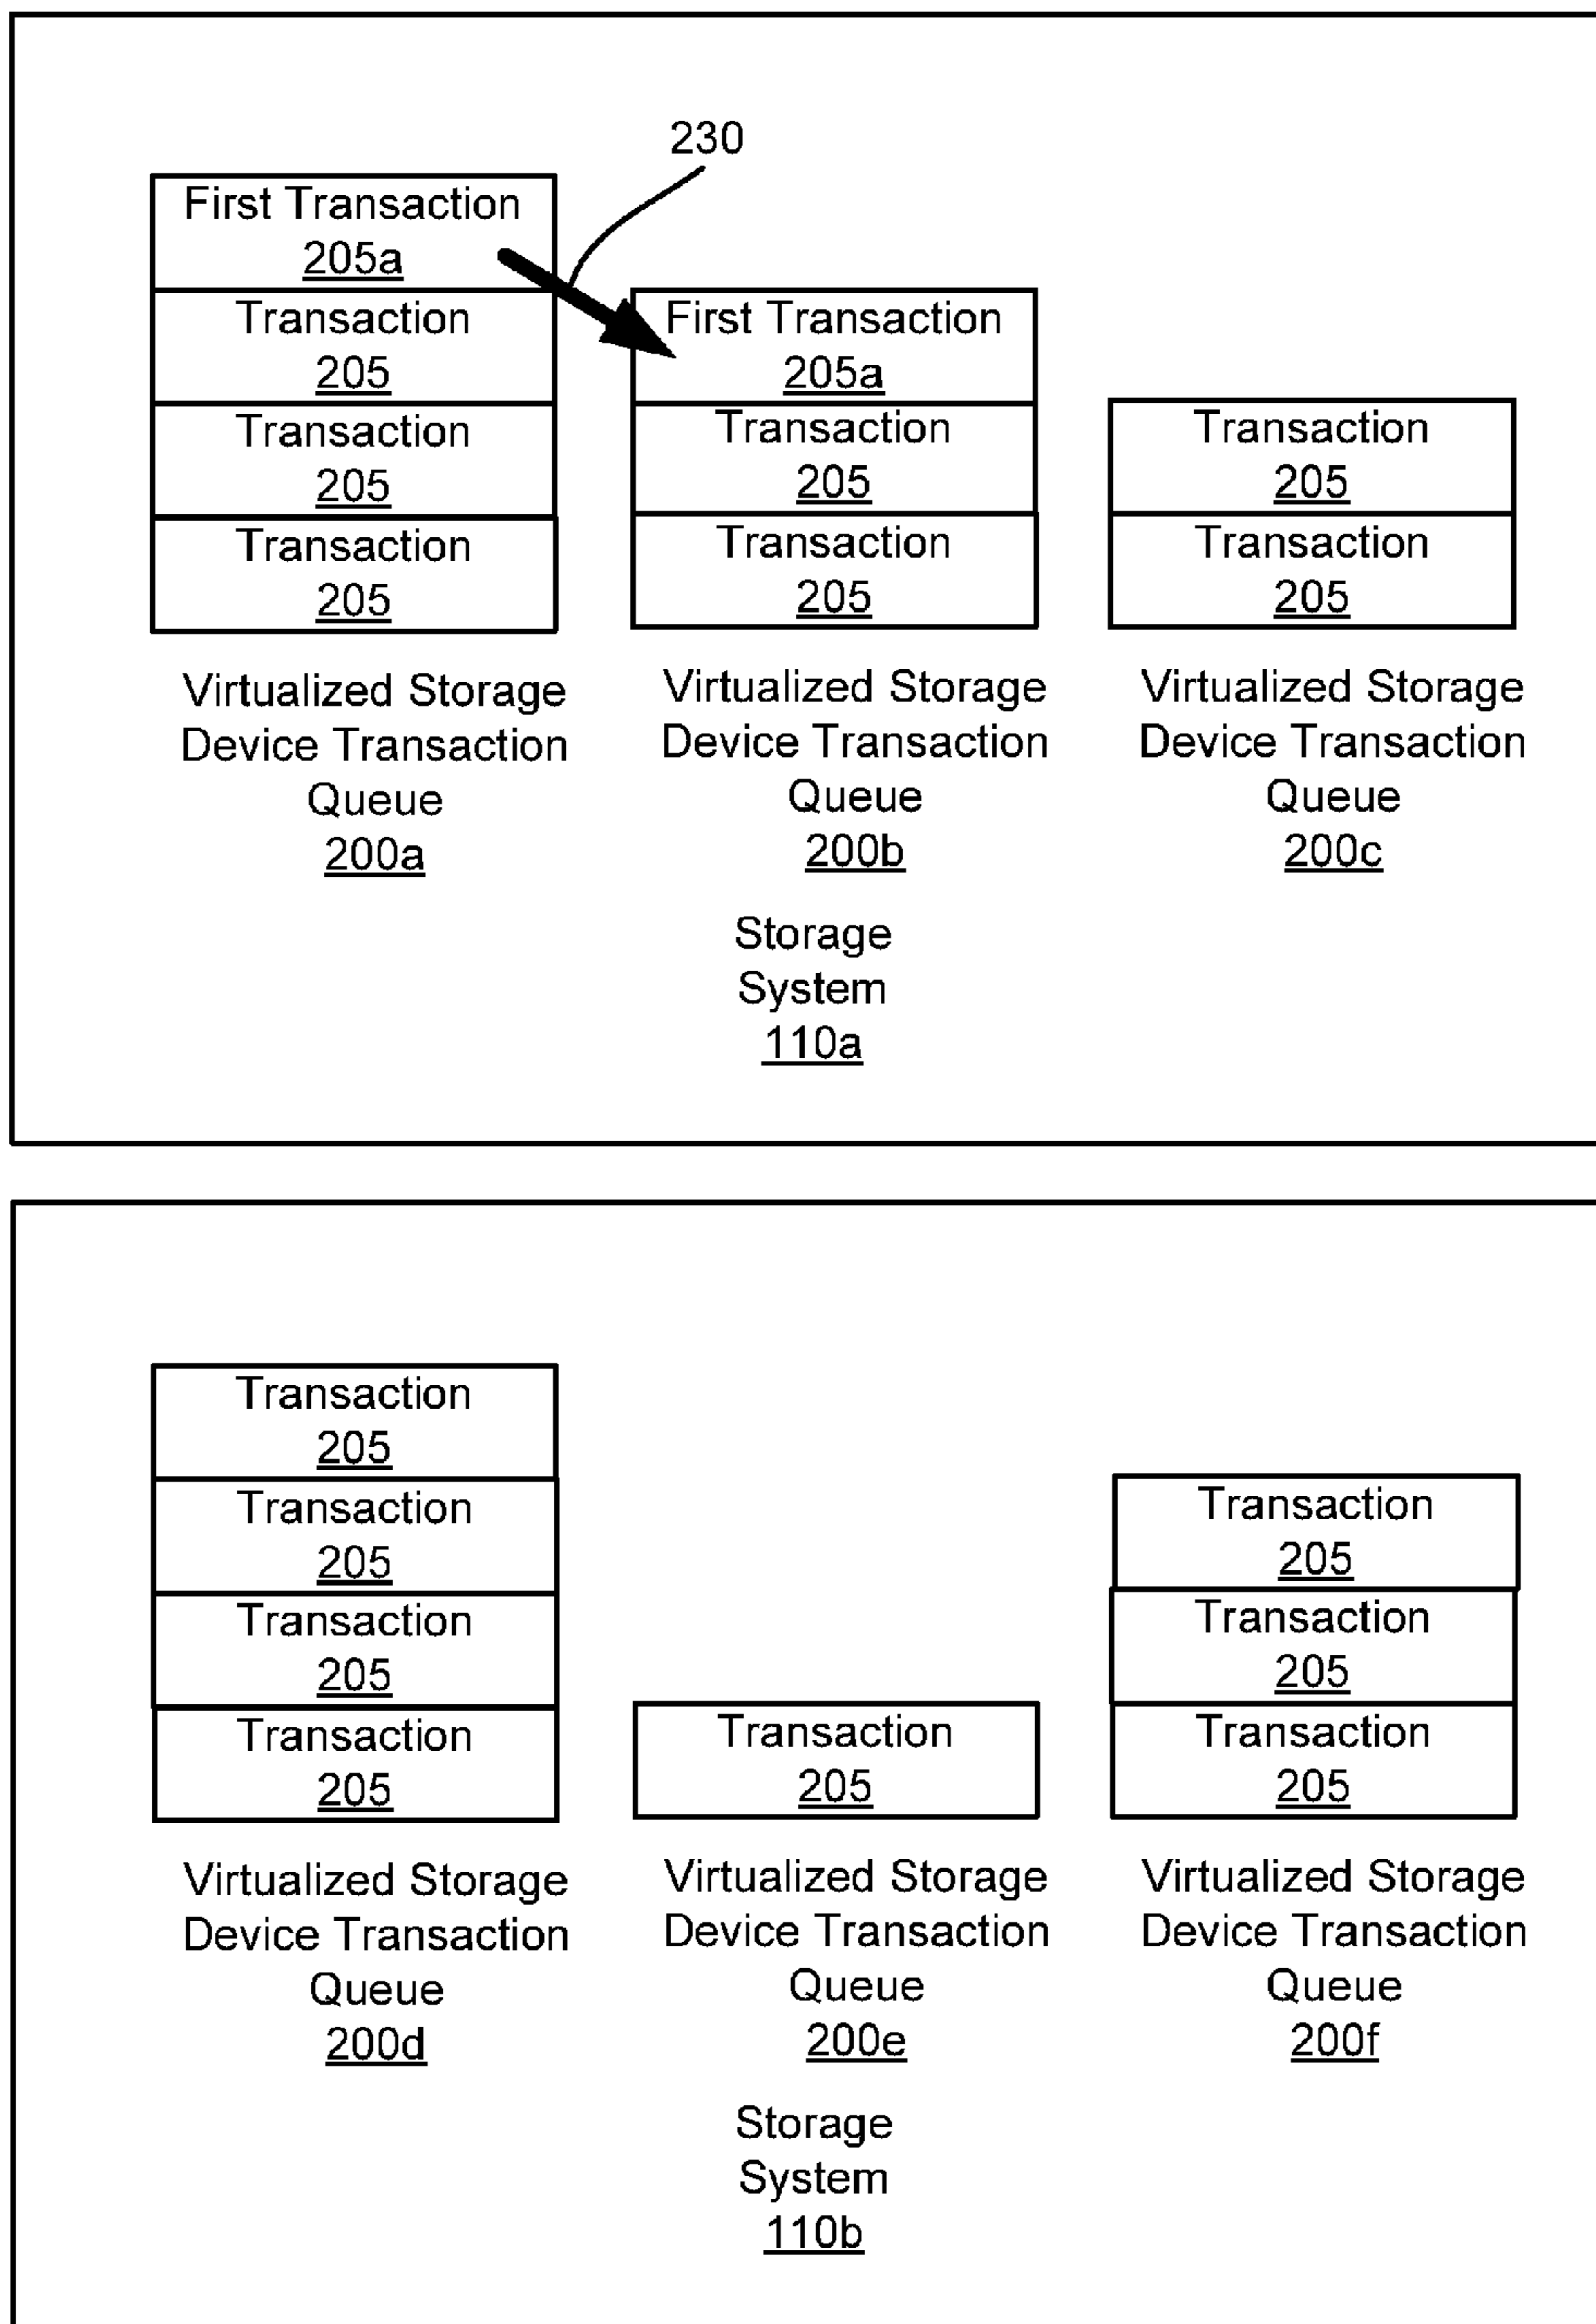 230
First Transaction
205a
Transaction
205
Transaction
205
Transaction
205
Virtualized Storage
Device Transaction
Queue
200a
First Transaction
205a
Transaction
205
Transaction
205
Virtualized Storage
Device Transaction
Queue
200b
Transaction
205
Transaction
205
Virtualized Storage
Device Transaction
Queue
200c
Storage
System
110a
Transaction
205
Transaction
205
Transaction
205
Transaction
205
Virtualized Storage
Device Transaction
Queue
200d
Transaction
205
Virtualized Storage
Device Transaction
Queue
200e
Transaction
205
Transaction
205
Transaction
205
Virtualized Storage
Device Transaction
Queue
200f
Storage
System
110b